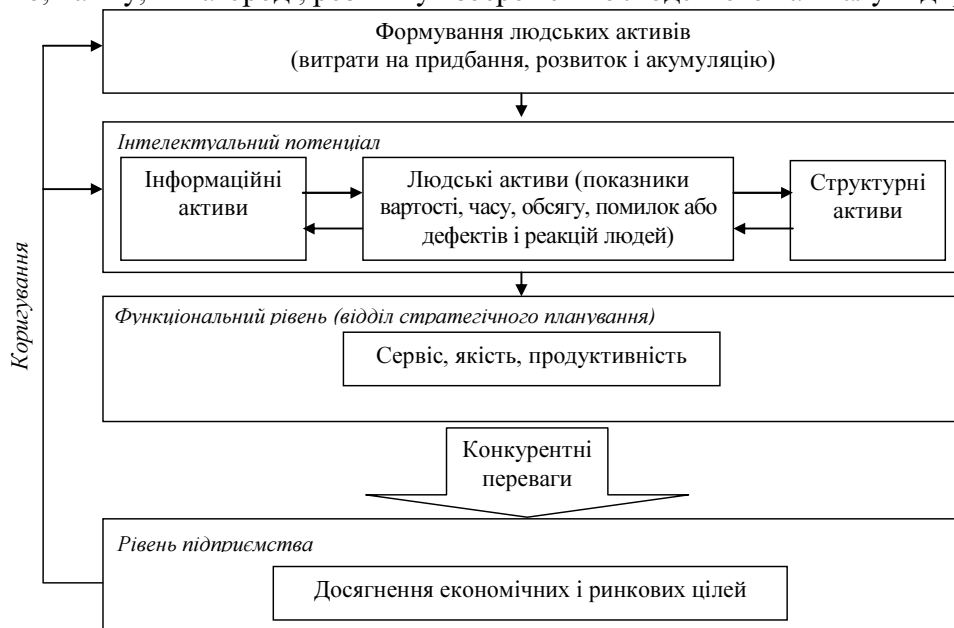 Формування людських активів
(витрати на придбання, розвиток і акумуляцію)
Інтелектуальний потенціал
Інформаційні
активи
Людські активи (показники
вартості, часу, обсягу, помилок або
дефектів і реакцій людей)
Структурні
активи
Коригування
Функціональний рівень (відділ стратегічного планування)
Сервіс, якість, продуктивність
Конкурентні
переваги
Рівень підприємства
Досягнення економічних і ринкових цілей